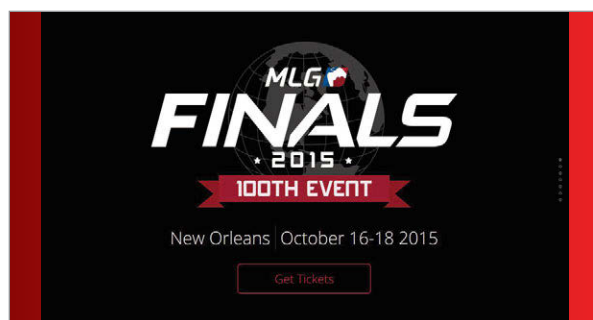 MLG
FINALS
2015
100TH EVENT
New Orleans | October 16-18 2015
Get Tickets